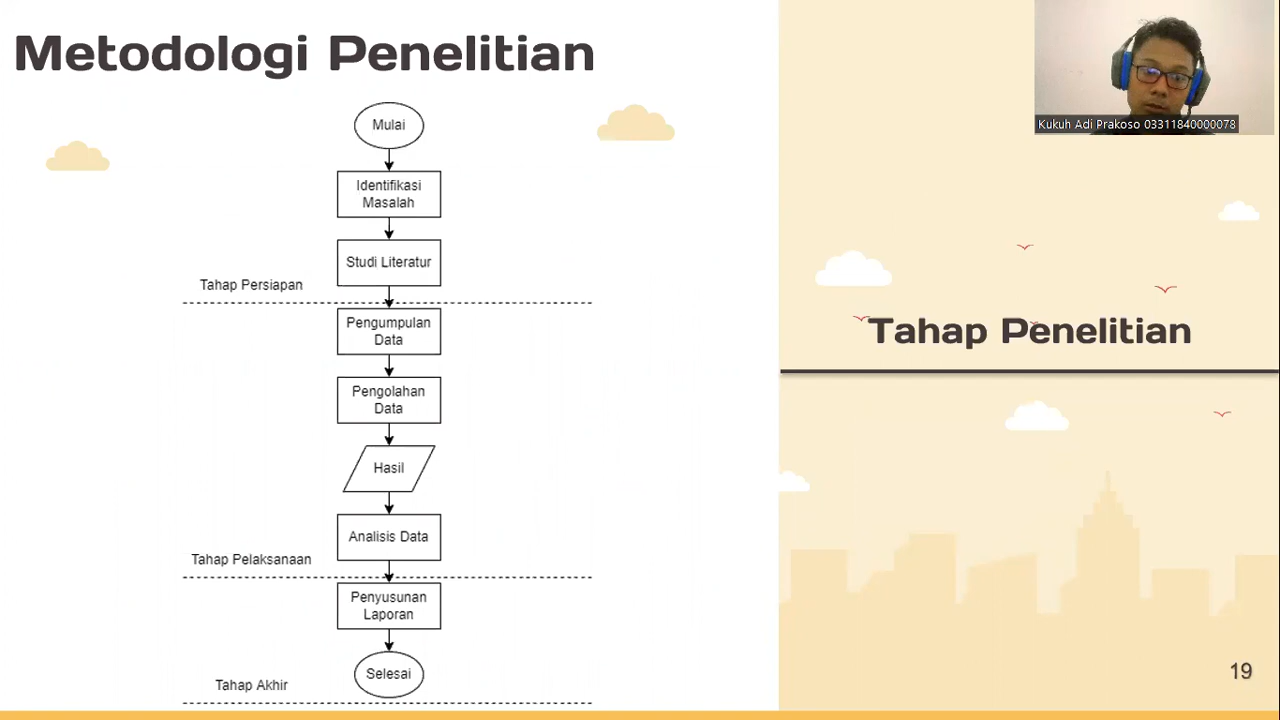 Metodologi Penelitian
Mulai
Identifikasi
Masalah
Studi Literatur
Tahap Persiapan
Pengumpulan
Data
Pengolahan
Data
Hasil
Analisis Data
Tahap Pelaksanaan
Penyusunan
Laporan
Selesai
Tahap Akhir
Kukuh Adi Prakoso 03311840000078
Tahap Penelitian
19